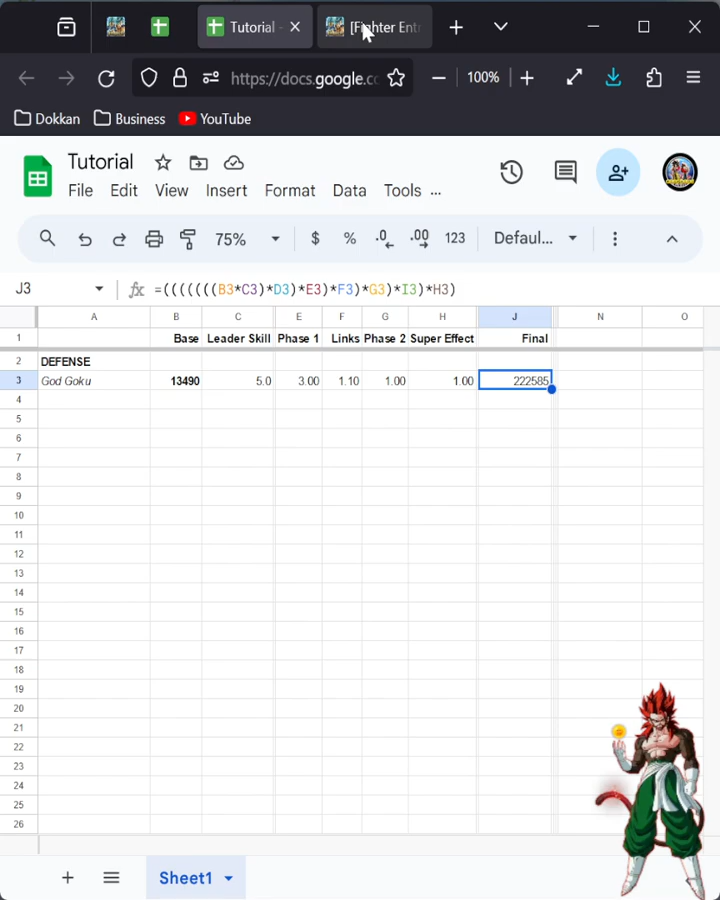 Tutorial -
[Fighter Entr
https://docs.google.cc
100%
Dokkan
Business
YouTube
Tutorial
File Edit View Insert Format Data Tools ...
75% $ % .0 .00 123 Defaul...
J3 fx =(((((((B3*C3)*D3)*E3)*F3)*G3)*I3)*H3)
A B C E F G H J N O
1 Base Leader Skill Phase 1 Links Phase 2 Super Effect Final
2 DEFENSE
3 God Goku 13490 5.0 3.00 1.10 1.00 1.00 222585
4
5
6
7
8
9
10
11
12
13
14
15
16
17
18
19
20
21
22
23
24
25
26
Sheet1